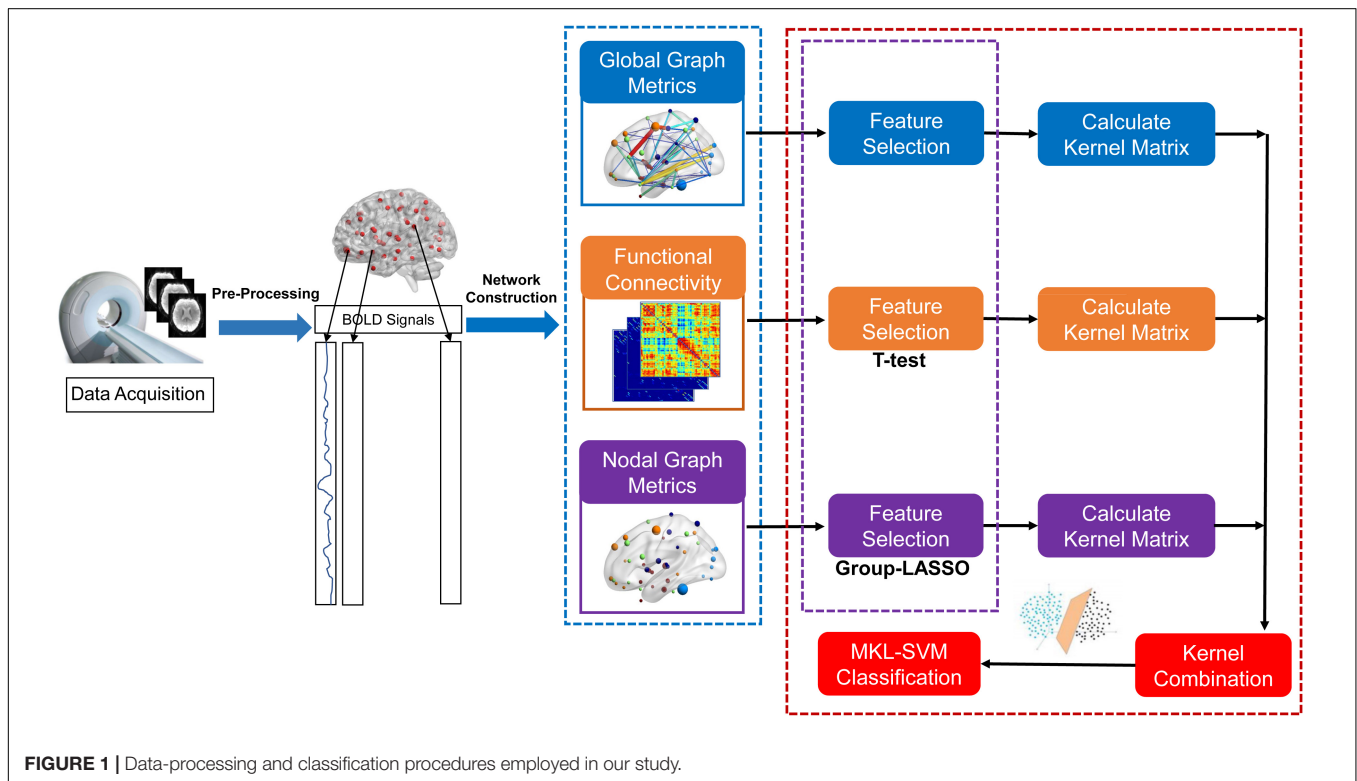 Data Acquisition
Pre-Processing
BOLD Signals
Network
Construction
Global Graph
Metrics
Functional
Connectivity
Nodal Graph
Metrics
Feature
Selection
Calculate
Kernel Matrix
Feature
Selection
T-test
Calculate
Kernel Matrix
Feature
Selection
Group-LASSO
Calculate
Kernel Matrix
MKL-SVM
Classification
Kernel
Combination
FIGURE 1 | Data-processing and classification procedures employed in our study.